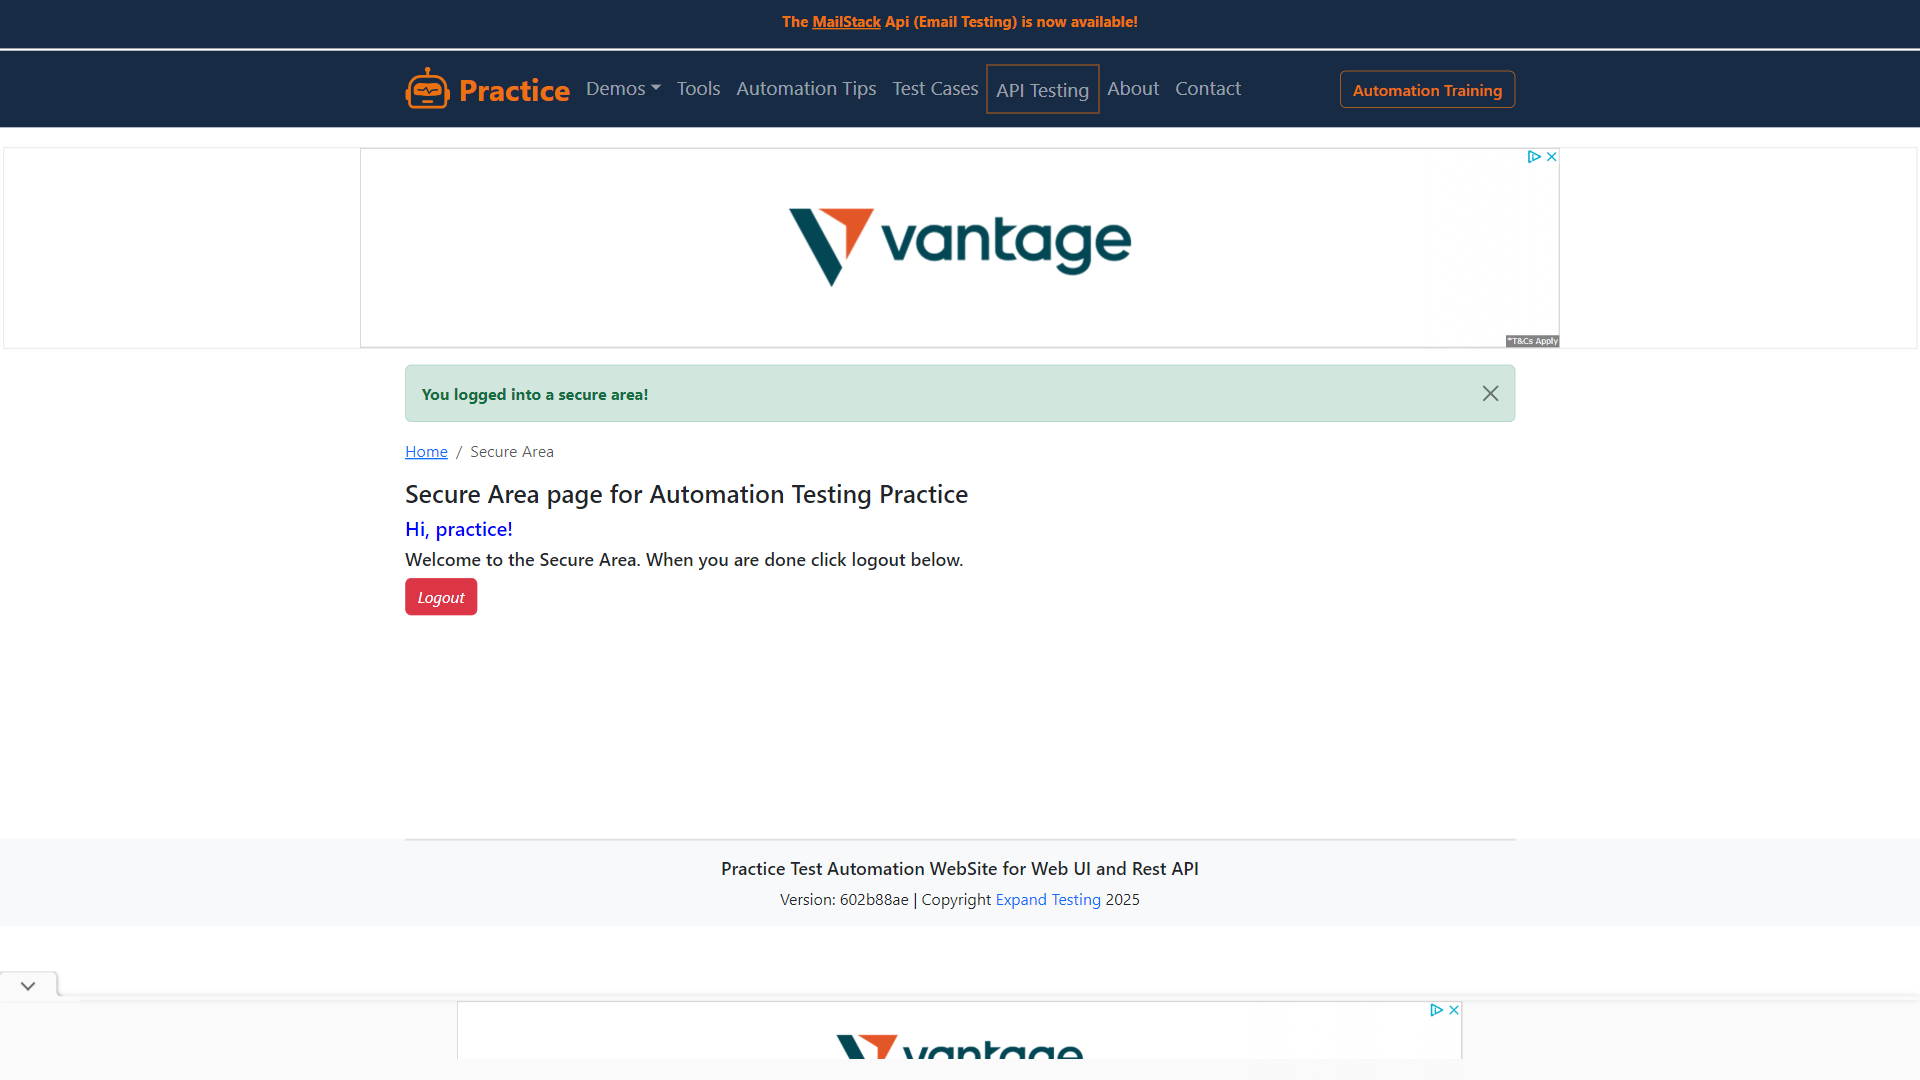 The MailStack Api (Email Testing) is now available!
Practice Demos Tools Automation Tips Test Cases API Testing About Contact Automation Training
vantage
*T&Cs Apply
You logged into a secure area!
Home / Secure Area
Secure Area page for Automation Testing Practice
Hi, practice!
Welcome to the Secure Area. When you are done click logout below.
Logout
Practice Test Automation WebSite for Web UI and Rest API
Version: 602b88ae | Copyright Expand Testing 2025
vantage